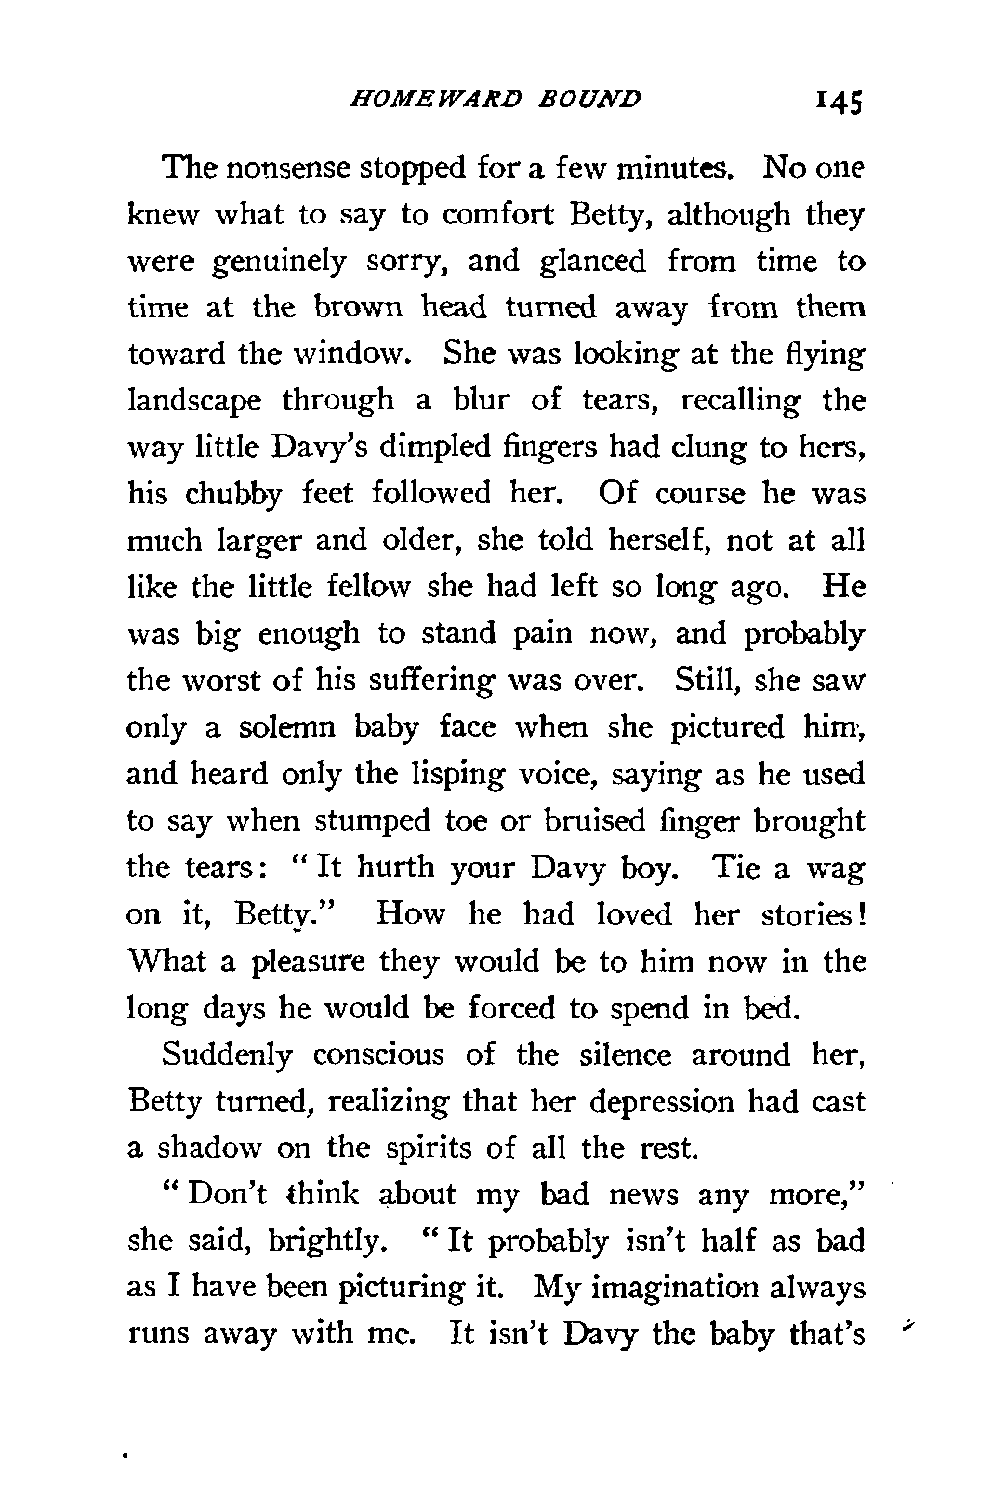 HOMEWARD BOUND 145
The nonsense stopped for a few minutes. No one
knew what to say to comfort Betty, although they
were genuinely sorry, and glanced from time to
time at the brown head turned away from them
toward the window. She was looking at the flying
landscape through a blur of tears, recalling the
way little Davy's dimpled fingers had clung to hers,
his chubby feet followed her. Of course he was
much larger and older, she told herself, not at all
like the little fellow she had left so long ago. He
was big enough to stand pain now, and probably
the worst of his suffering was over. Still, she saw
only a solemn baby face when she pictured him,
and heard only the lisping voice, saying as he used
to say when stumped toe or bruised finger brought
the tears: "It hurth your Davy boy. Tie a wag
on it, Betty." How he had loved her stories!
What a pleasure they would be to him now in the
long days he would be forced to spend in bed.
Suddenly conscious of the silence around her,
Betty turned, realizing that her depression had cast
a shadow on the spirits of all the rest.
"Don't think about my bad news any more,"
she said, brightly. "It probably isn't half as bad
as I have been picturing it. My imagination always
runs away with me. It isn't Davy the baby that's